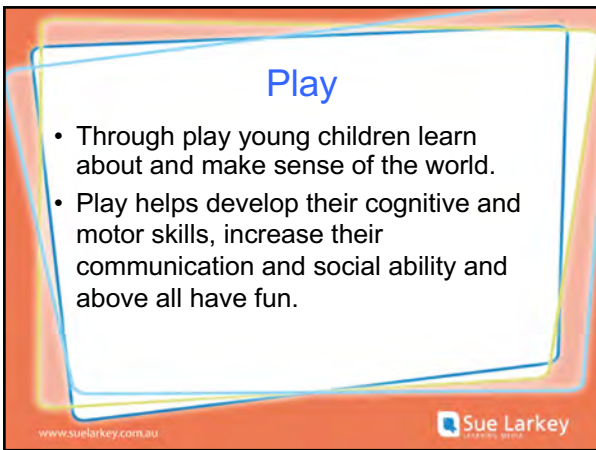 Play
• Through play young children learn
about and make sense of the world.
• Play helps develop their cognitive and
motor skills, increase their
communication and social ability and
above all have fun.
www.suelarkey.com.au
Sue Larkey
LEARNING MEDIA